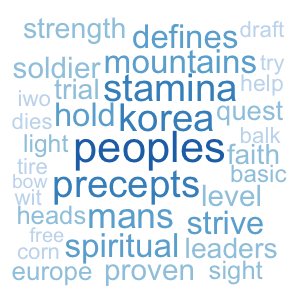 strength defines draft
soldier mountains try
iwo trial stamina help
dies hold korea quest
light peoples balk
tire faith
bow precepts basic
wit level
heads mans strive
free
corn spiritual leaders
europe proven sight